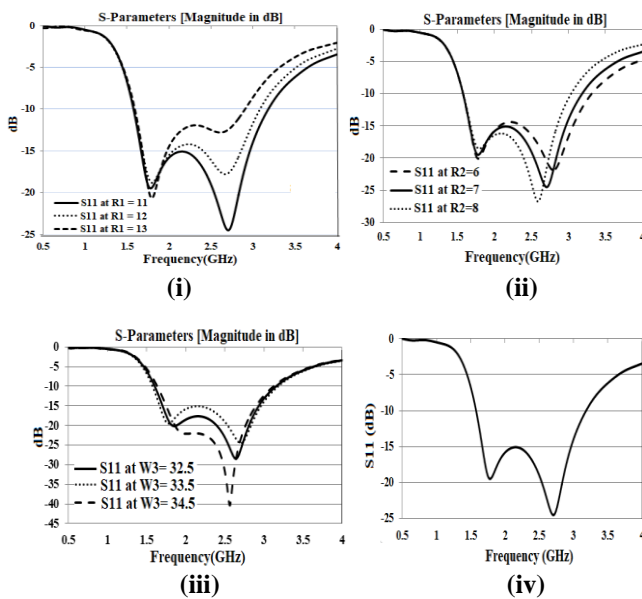 S-Parameters [Magnitude in dB]
0
-5
-10
-15
-20
-25
dB
S11 at R1 = 11
S11 at R1 = 12
S11 at R1 = 13
0.5 1 1.5 2 2.5 3 3.5 4
Frequency(GHz)
(i)
S-Parameters [Magnitude in dB]
0
-5
-10
-15
-20
-25
-30
dB
S11 at R2=6
S11 at R2=7
S11 at R2=8
0.5 1 1.5 2 2.5 3 3.5 4
Frequency(GHz)
(ii)
S-Parameters [Magnitude in dB]
0
-5
-10
-15
-20
-25
-30
-35
-40
-45
dB
S11 at W3= 32.5
S11 at W3= 33.5
S11 at W3= 34.5
0.5 1 1.5 2 2.5 3 3.5 4
Frequency(GHz)
(iii)
0
-5
-10
-15
-20
-25
S11 (dB)
0.5 1 1.5 2 2.5 3 3.5 4
Frequency (GHz)
(iv)